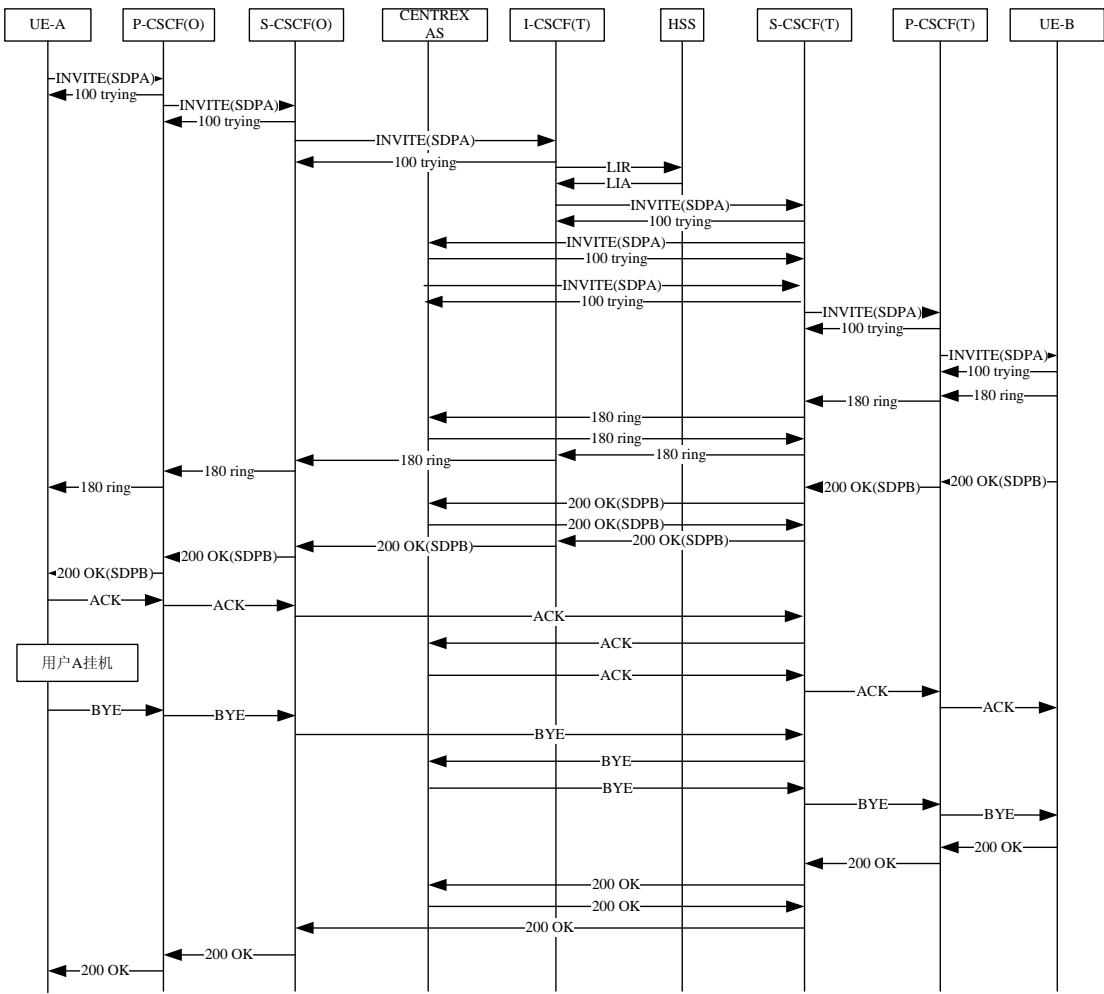 UE-A
P-CSCF(O)
S-CSCF(O)
CENTREX
AS
I-CSCF(T)
HSS
S-CSCF(T)
P-CSCF(T)
UE-B
INVITE(SDPA)
100 trying
INVITE(SDPA)
100 trying
INVITE(SDPA)
100 trying
LIR
LIA
INVITE(SDPA)
100 trying
INVITE(SDPA)
100 trying
INVITE(SDPA)
100 trying
INVITE(SDPA)
100 trying
INVITE(SDPA)
100 trying
180 ring
180 ring
180 ring
180 ring
180 ring
180 ring
180 ring
180 ring
200 OK(SDPB)
200 OK(SDPB)
200 OK(SDPB)
200 OK(SDPB)
200 OK(SDPB)
200 OK(SDPB)
200 OK(SDPB)
200 OK(SDPB)
ACK
ACK
ACK
ACK
用户A挂机
ACK
ACK
ACK
BYE
BYE
BYE
BYE
BYE
BYE
BYE
200 OK
200 OK
200 OK
200 OK
200 OK
200 OK
200 OK